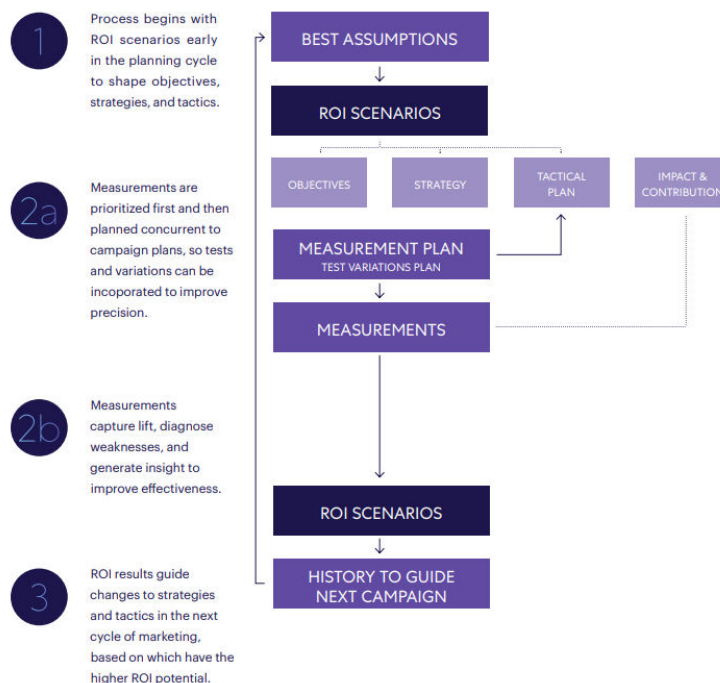 1
Process begins with
ROI scenarios early
in the planning cycle
to shape objectives,
strategies, and tactics.
BEST ASSUMPTIONS
ROI SCENARIOS
OBJECTIVES
STRATEGY
TACTICAL
PLAN
IMPACT &
CONTRIBUTION
2a
Measurements are
prioritized first and then
planned concurrent to
campaign plans, so tests
and variations can be
incoporated to improve
precision.
MEASUREMENT PLAN
TEST VARIATIONS PLAN
MEASUREMENTS
2b
Measurements
capture lift, diagnose
weaknesses, and
generate insight to
improve effectiveness.
ROI SCENARIOS
HISTORY TO GUIDE
NEXT CAMPAIGN
3
ROI results guide
changes to strategies
and tactics in the next
cycle of marketing,
based on which have the
higher ROI potential.